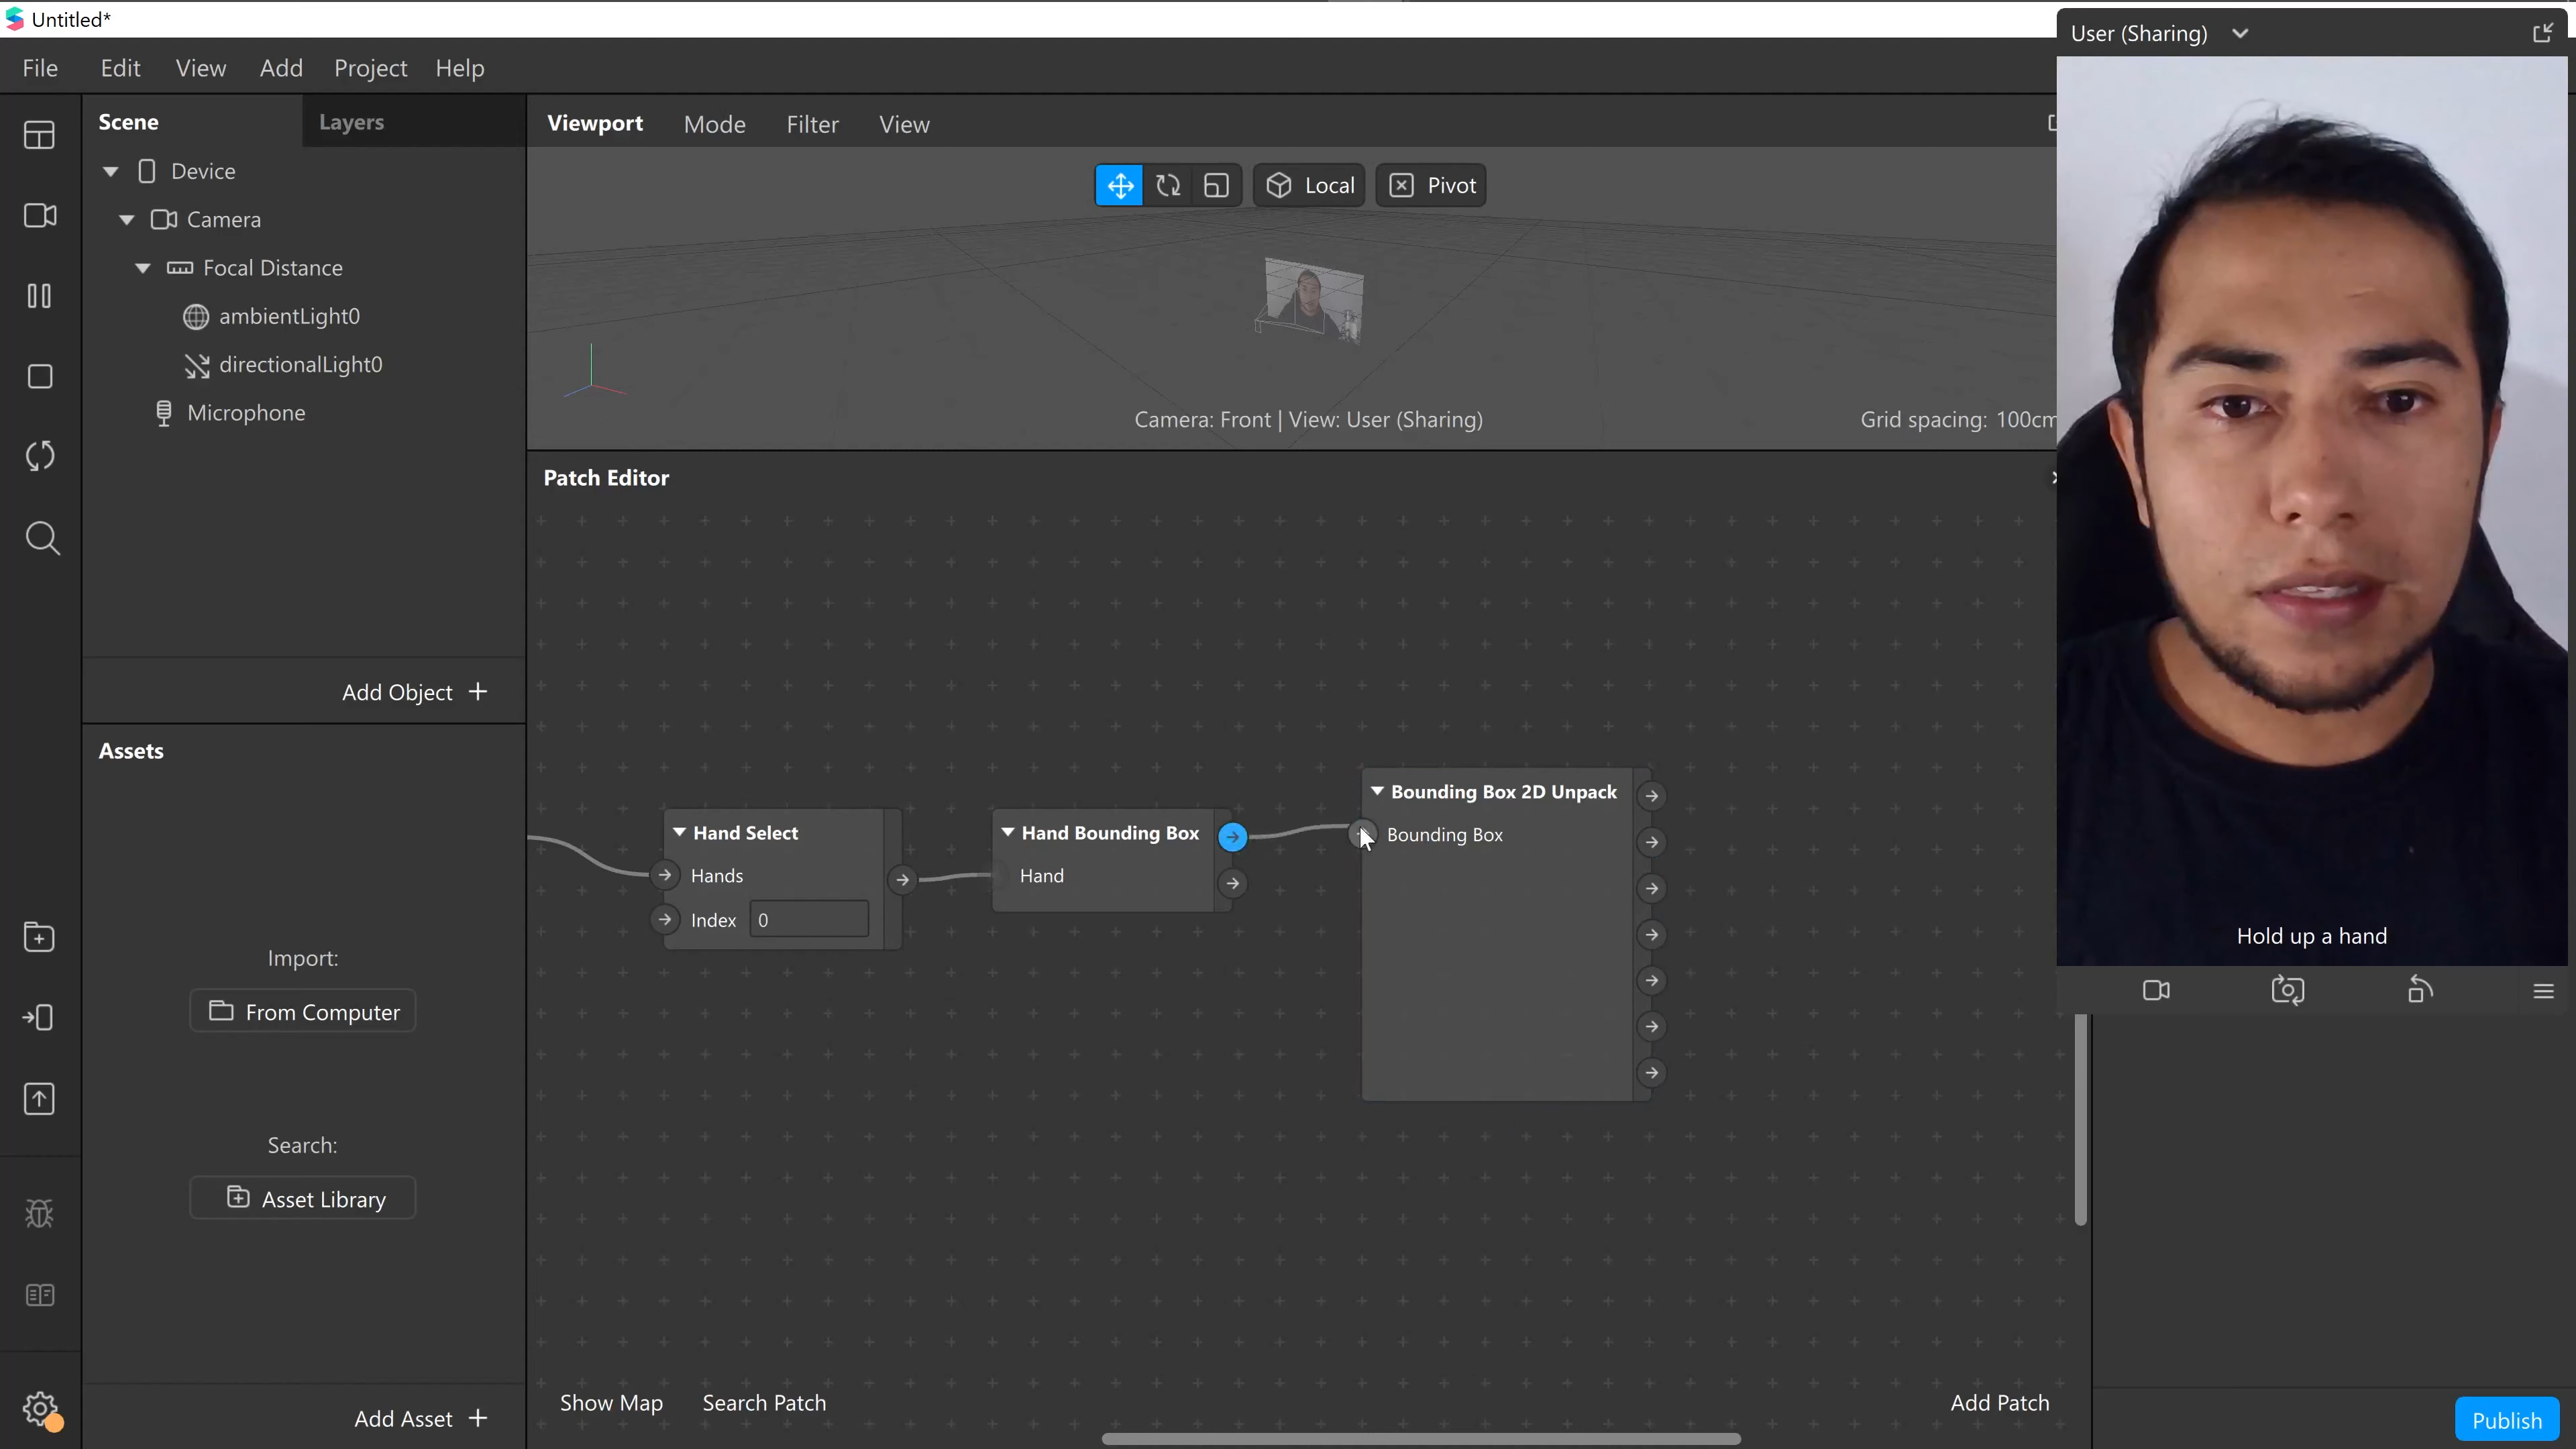 Untitled*
File Edit View Add Project Help
User (Sharing)
Scene Layers
Device
Camera
Focal Distance
ambientLight0
directionalLight0
Microphone
Add Object +
Viewport Mode Filter View
Local Pivot
Camera: Front | View: User (Sharing)
Grid spacing: 100cm
Patch Editor
Hand Select
Hands
Index 0
Hand Bounding Box
Hand
Bounding Box 2D Unpack
Bounding Box
Hold up a hand
Assets
Import:
From Computer
Search:
Asset Library
Add Asset +
Show Map Search Patch Add Patch
Publish